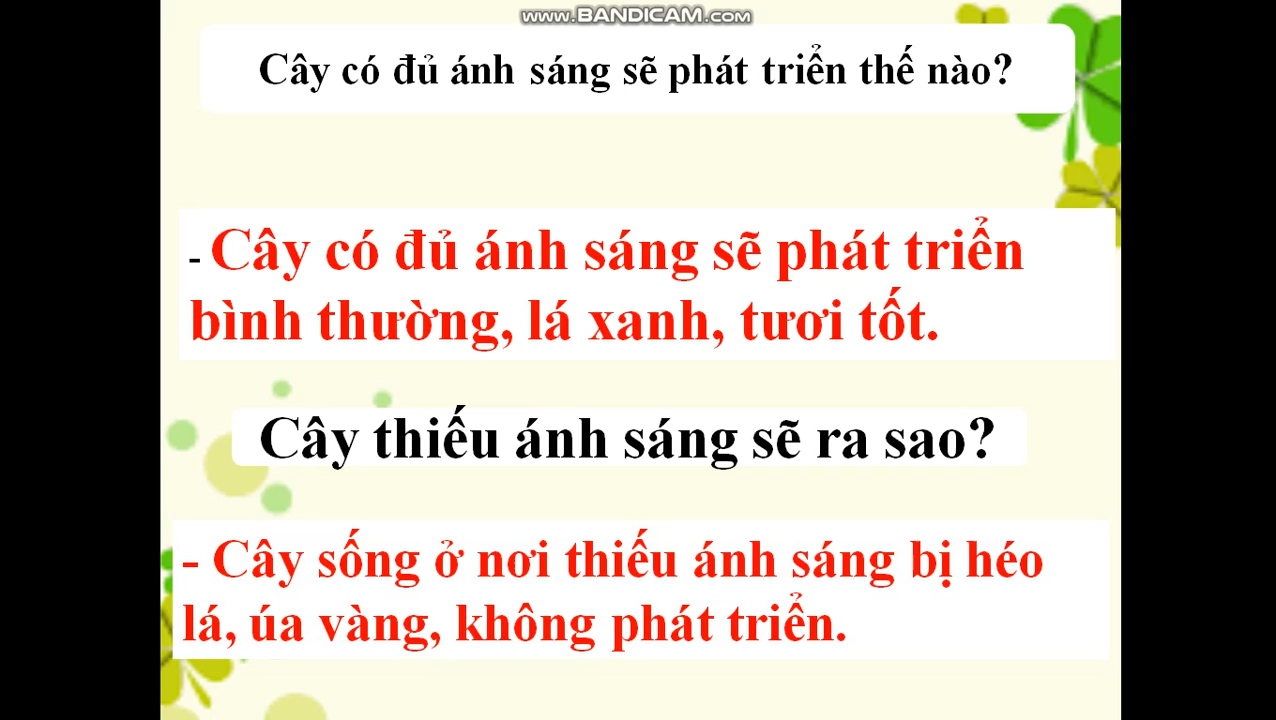 www.BANDICAM.com
Cây có đủ ánh sáng sẽ phát triển thế nào?
- Cây có đủ ánh sáng sẽ phát triển
bình thường, lá xanh, tươi tốt.
Cây thiếu ánh sáng sẽ ra sao?
- Cây sống ở nơi thiếu ánh sáng bị héo
lá, úa vàng, không phát triển.